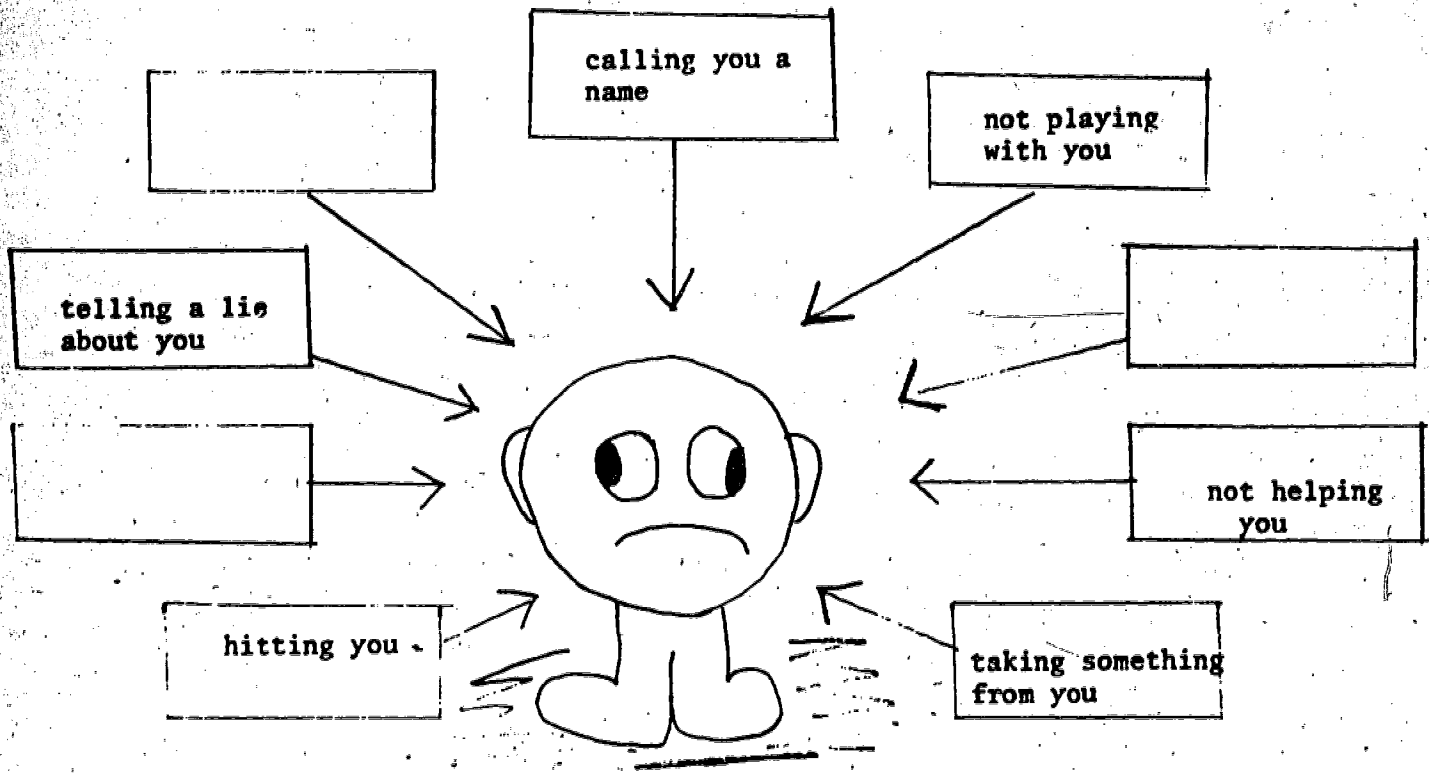 calling you a
name
not playing
with you
telling a lie
about you
not helping
you
hitting you
taking something
from you